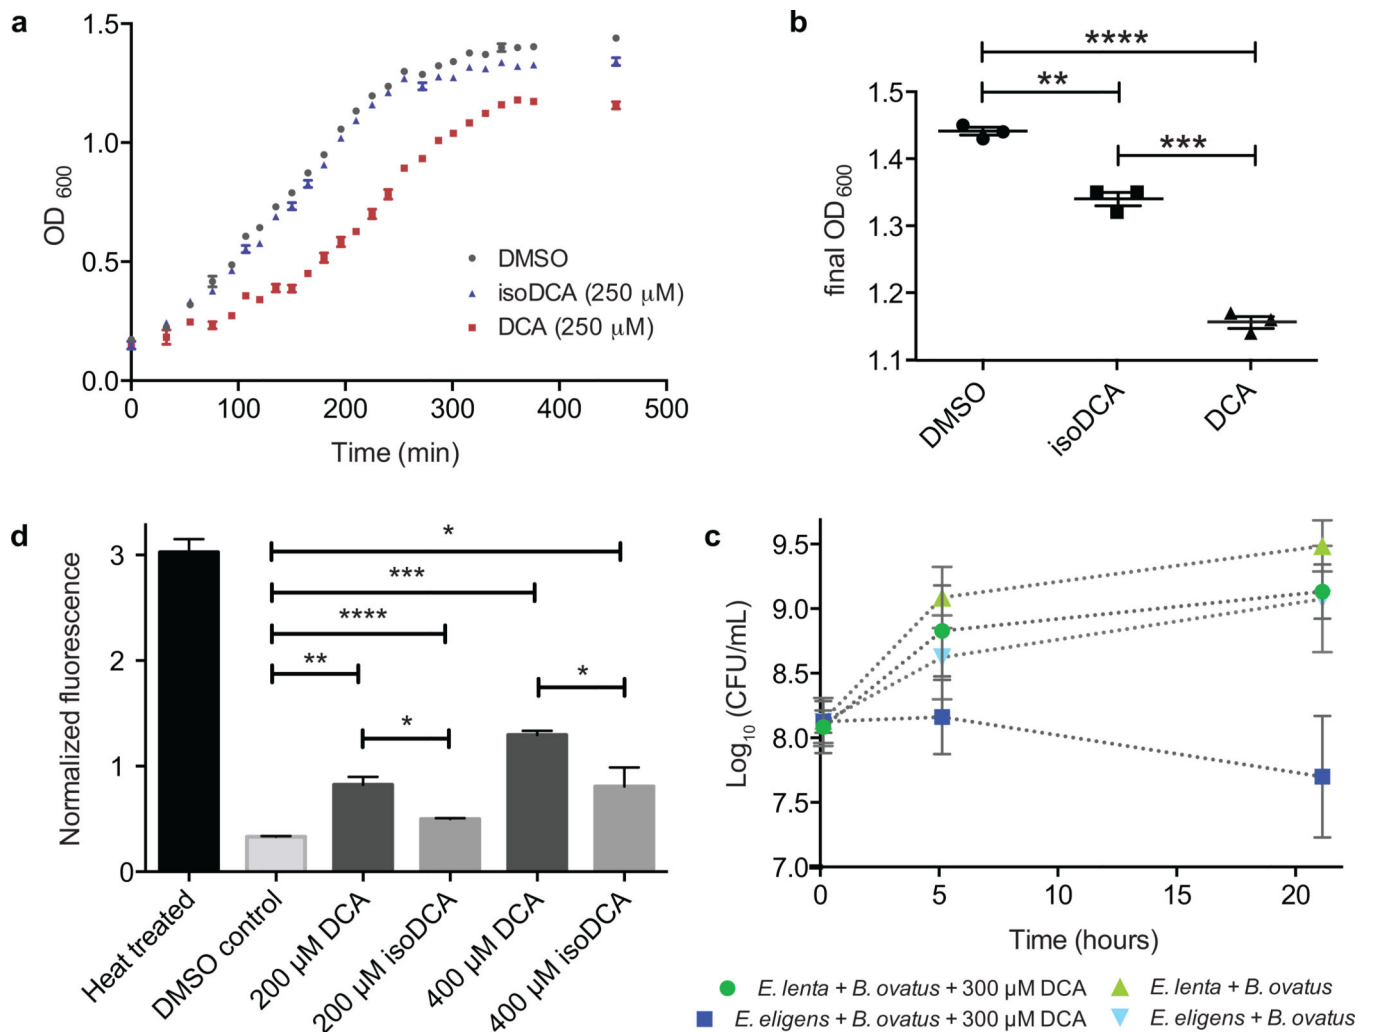 a
1.5
1.0
0.5
0.0
OD 600
0 100 200 300 400 500
Time (min)
DMSO
isoDCA (250 μM)
DCA (250 μM)
b
****
**
***
1.5
1.4
1.3
1.2
1.1
final OD600
DMSO
isoDCA
DCA
d
Normalized fluorescence
3
2
1
0
*
***
****
**
*
*
Heat treated
DMSO control
200 µM DCA
200 µM isoDCA
400 µM DCA
400 µM isoDCA
c
Log10 (CFU/mL)
9.5
9.0
8.5
8.0
7.5
7.0
0 5 10 15 20
Time (hours)
E. lenta + B. ovatus + 300 µM DCA
E. lenta + B. ovatus
E. eligens + B. ovatus + 300 µM DCA
E. eligens + B. ovatus